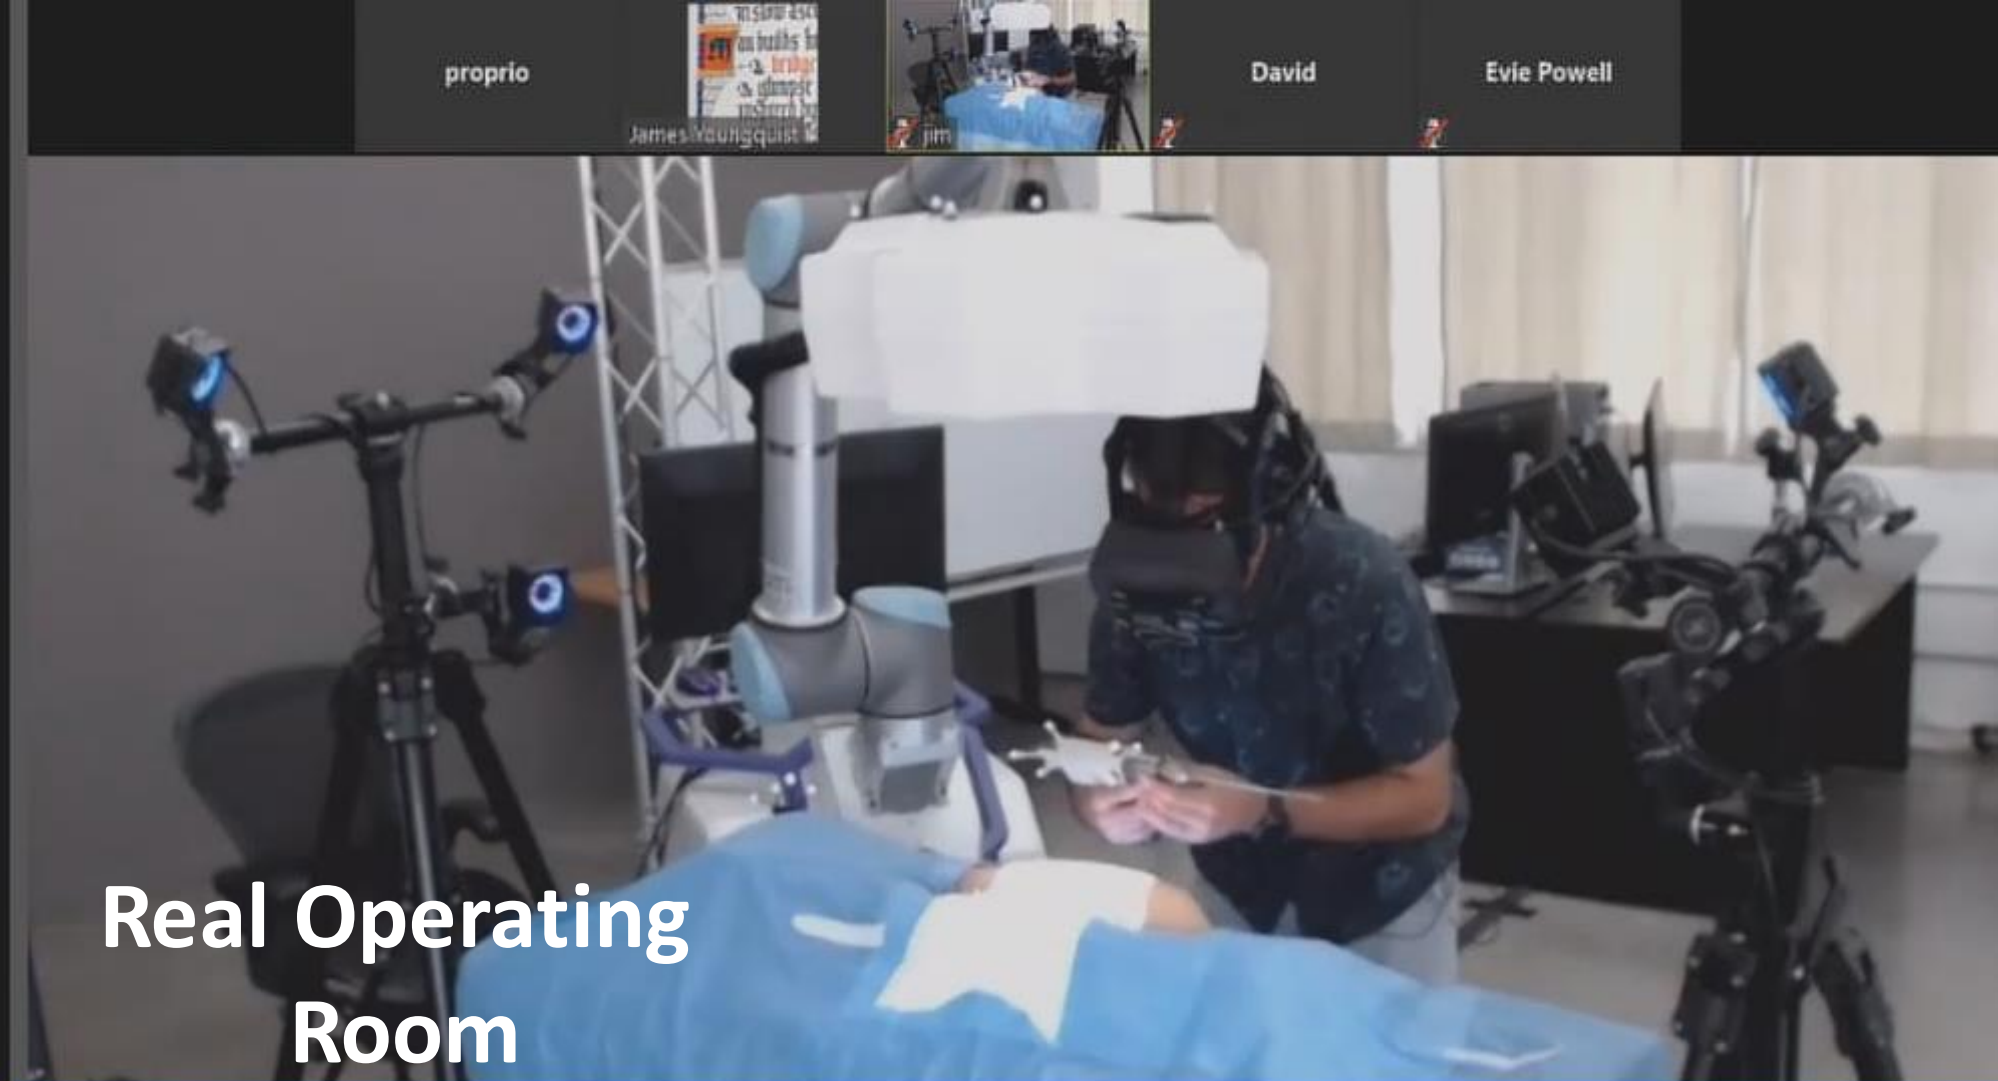 proprio
James Youngquist
jim
David
Evie Powell
Real Operating
Room